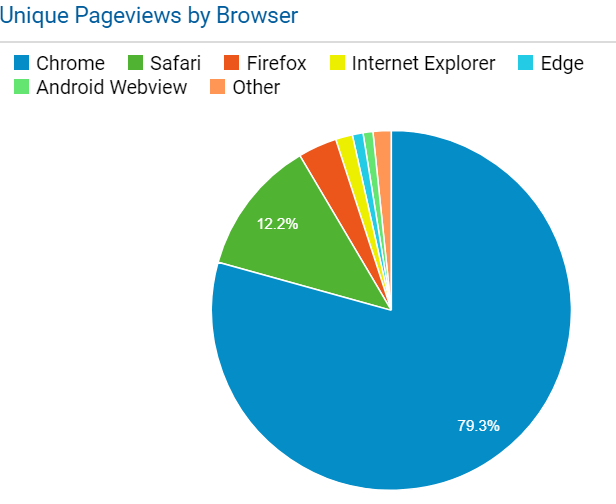 Unique Pageviews by Browser
Chrome Safari Firefox Internet Explorer Edge
Android Webview Other
12.2%
79.3%